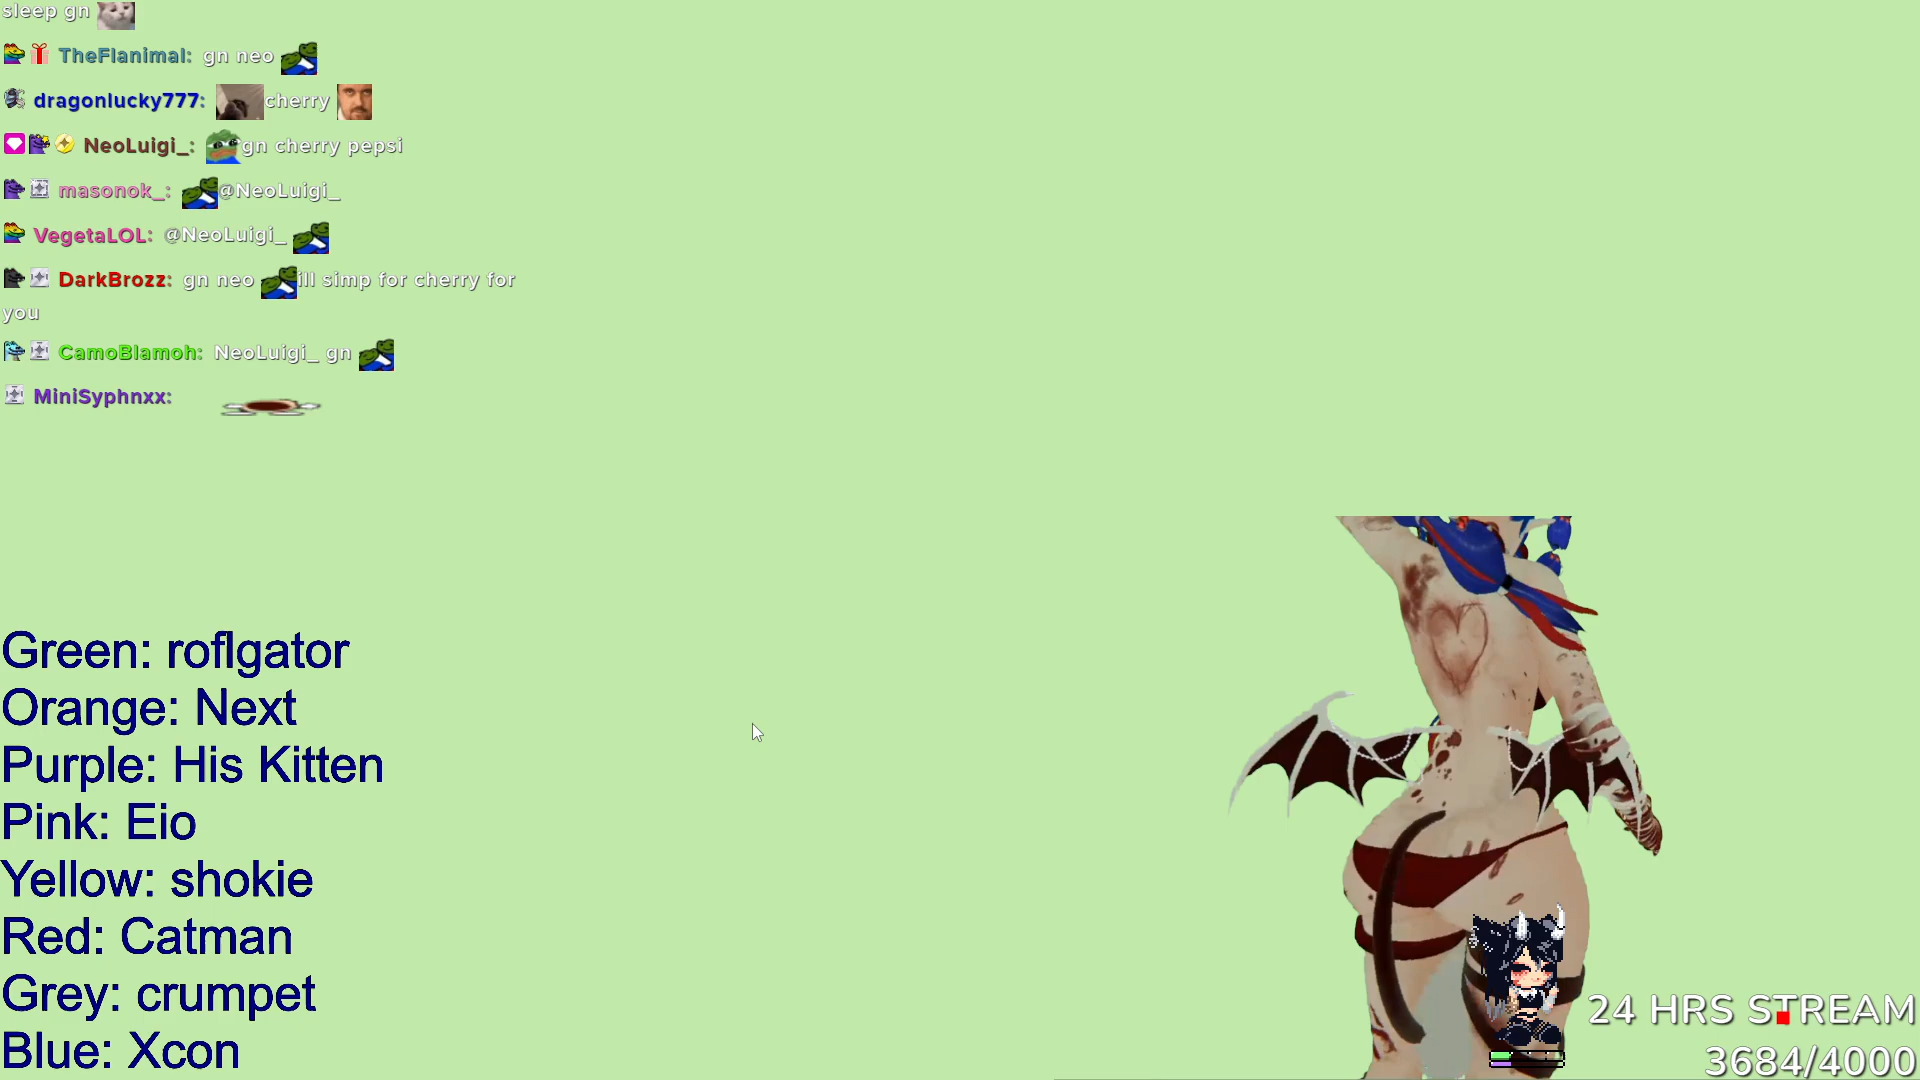 sleep gn
TheFlanimal: gn neo
dragonlucky777: cherry
NeoLuigi_: gn cherry pepsi
masonok_: @NeoLuigi_
VegetaLOL: @NeoLuigi_
DarkBrozz: gn neo ill simp for cherry for
you
CamoBlamoh: NeoLuigi_ gn
MiniSyphnxx:
Green: roflgator
Orange: Next
Purple: His Kitten
Pink: Eio
Yellow: shokie
Red: Catman
Grey: crumpet
Blue: Xcon
24 HRS STREAM
3684/4000